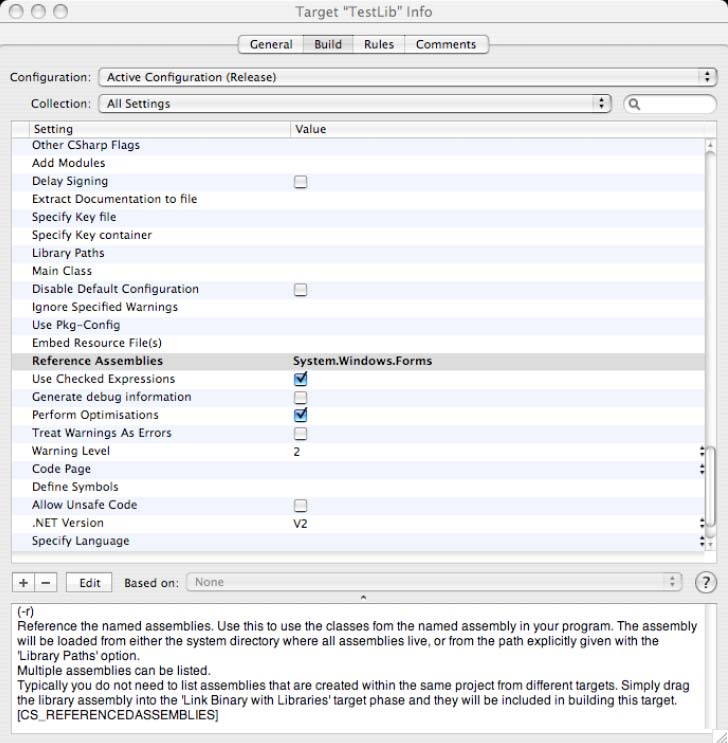 Target "TestLib" Info
General Build Rules Comments
Configuration: Active Configuration (Release)
Collection: All Settings
Setting Value
Other CSharp Flags
Add Modules
Delay Signing
Extract Documentation to file
Specify Key file
Specify Key container
Library Paths
Main Class
Disable Default Configuration
Ignore Specified Warnings
Use Pkg-Config
Embed Resource File(s)
Reference Assemblies System.Windows.Forms
Use Checked Expressions
Generate debug information
Perform Optimisations
Treat Warnings As Errors
Warning Level 2
Code Page
Define Symbols
Allow Unsafe Code
.NET Version V2
Specify Language
+ − Edit Based on: None ?
(-r)
Reference the named assemblies. Use this to use the classes fom the named assembly in your program. The assembly
will be loaded from either the system directory where all assemblies live, or from the path explicitly given with the
'Library Paths' option.
Multiple assemblies can be listed.
Typically you do not need to list assemblies that are created within the same project from different targets. Simply drag
the library assembly into the 'Link Binary with Libraries' target phase and they will be included in building this target.
[CS_REFERENCEDASSEMBLIES]